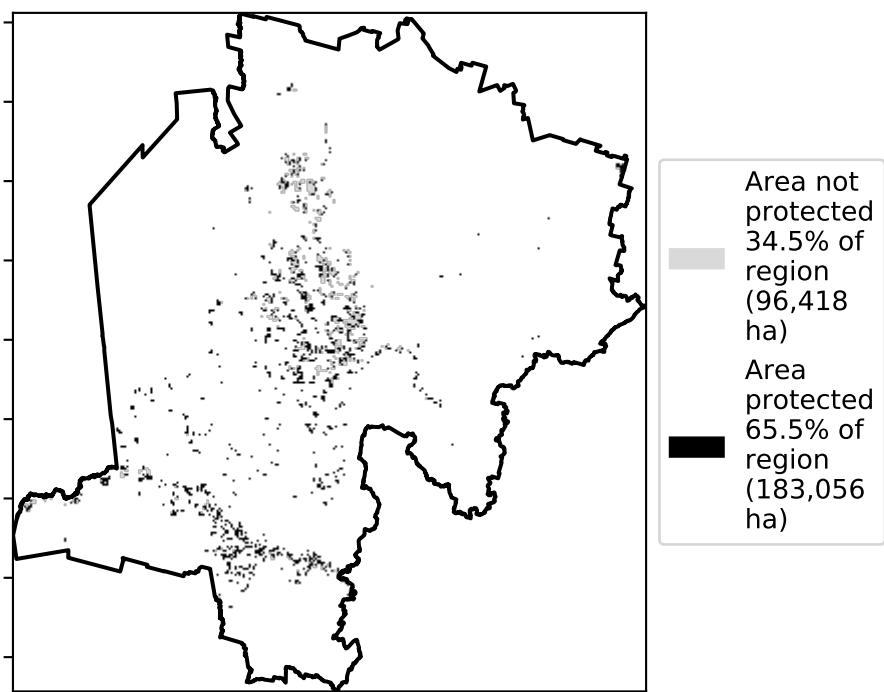 Area not
protected
34.5% of
region
(96,418
ha)
Area
protected
65.5% of
region
(183,056
ha)